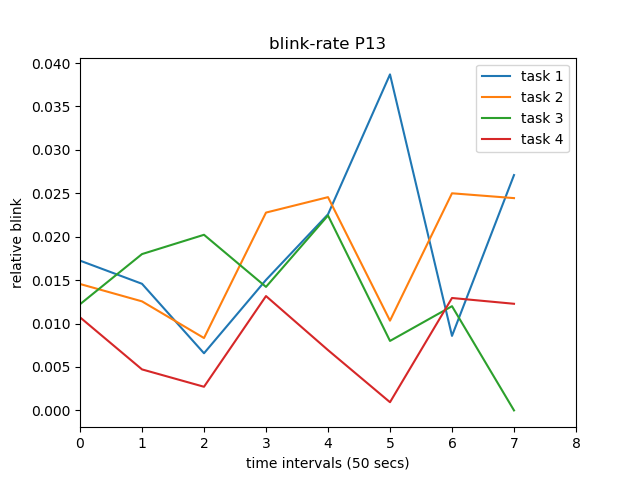 blink-rate P13
0.040
0.035
0.030
0.025
0.020
0.015
0.010
0.005
0.000
relative blink
task 1
task 2
task 3
task 4
0 1 2 3 4 5 6 7 8
time intervals (50 secs)